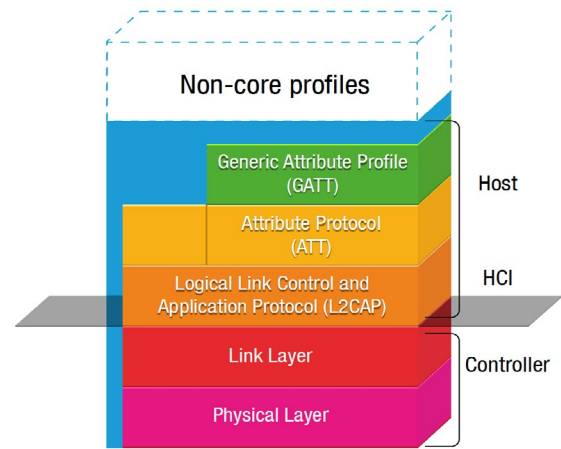 Non-core profiles
Generic Attribute Profile
(GATT)
Host
Attribute Protocol
(ATT)
Logical Link Control and
Application Protocol (L2CAP)
HCI
Link Layer
Controller
Physical Layer